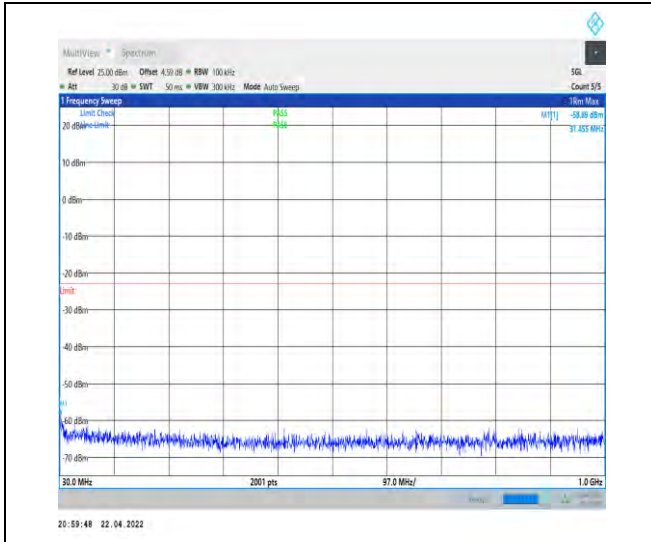 MultiView Spectrum
Ref Level 25.00 dBm Offset 4.59 dB RBW 100 kHz SGL
Att 30 dB SWT 50 ms VBW 300 kHz Mode Auto Sweep Count 5/5
1 Frequency Sweep 1Rm Max
Limit Check PASS M1[1] -58.89 dBm
20 dBm Line Limit PASS 31.455 MHz
10 dBm
0 dBm
-10 dBm
-20 dBm
Limit
-30 dBm
-40 dBm
-50 dBm
M1
-60 dBm
-70 dBm
30.0 MHz 2001 pts 97.0 MHz/ 1.0 GHz
20:59:48 22.04.2022